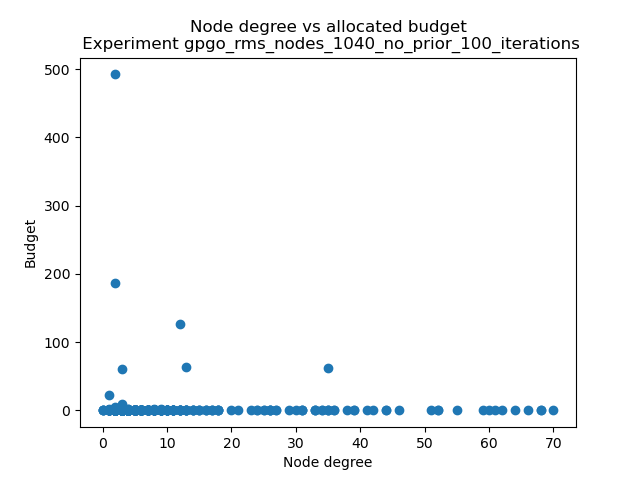 Node degree vs allocated budget
Experiment gpgo_rms_nodes_1040_no_prior_100_iterations
500
400
300
200
100
0
Budget
0 10 20 30 40 50 60 70
Node degree